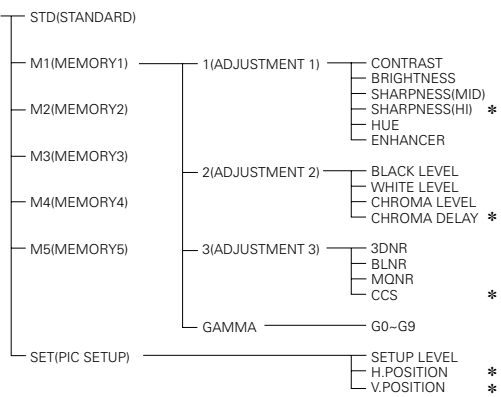 STD(STANDARD)
M1(MEMORY1) 1(ADJUSTMENT 1) CONTRAST
BRIGHTNESS
SHARPNESS(MID)
M2(MEMORY2) SHARPNESS(HI) *
HUE
ENHANCER
M3(MEMORY3)
2(ADJUSTMENT 2) BLACK LEVEL
WHITE LEVEL
M4(MEMORY4) CHROMA LEVEL
CHROMA DELAY *
M5(MEMORY5) 3(ADJUSTMENT 3) 3DNR
BLNR
MQNR
CCS *
GAMMA G0~G9
SET(PIC SETUP) SETUP LEVEL
H.POSITION *
V.POSITION *